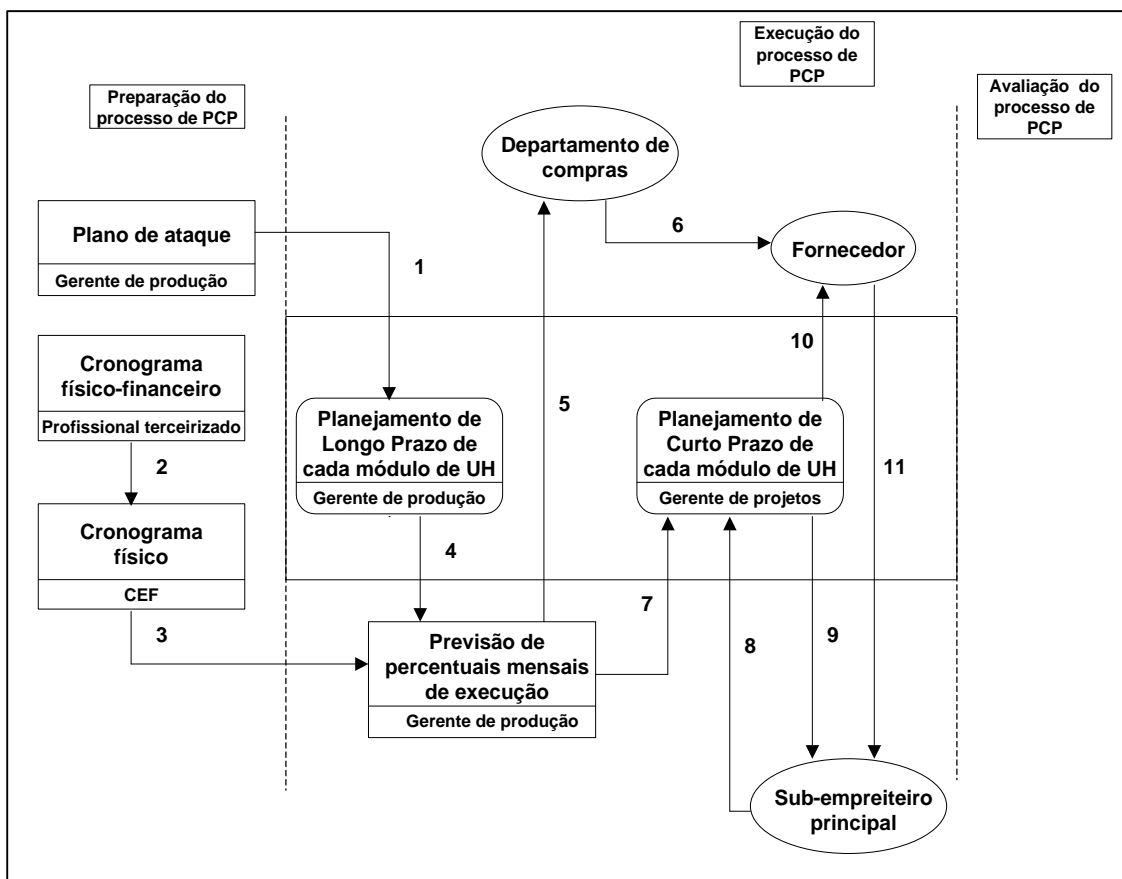 Execução do
processo de
PCP
Preparação do
processo de PCP
Avaliação do
processo de
PCP
Departamento de
compras
Plano de ataque
Gerente de produção
1
6
Fornecedor
Cronograma
físico-financeiro
Profissional terceirizado
2
Cronograma
físico
CEF
3
Planejamento de
Longo Prazo de
cada módulo de UH
Gerente de produção
4
5
10
Planejamento de
Curto Prazo de
cada módulo de UH
Gerente de projetos
11
Previsão de
percentuais mensais
de execução
Gerente de produção
7
8
9
Sub-empreiteiro
principal